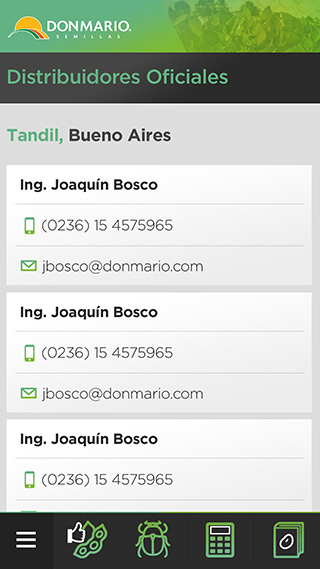 DONMARIO.
SEMILLAS
Distribuidores Oficiales
Tandil, Bueno Aires
Ing. Joaquín Bosco
(0236) 15 4575965
jbosco@donmario.com
Ing. Joaquín Bosco
(0236) 15 4575965
jbosco@donmario.com
Ing. Joaquín Bosco
(0236) 15 4575965